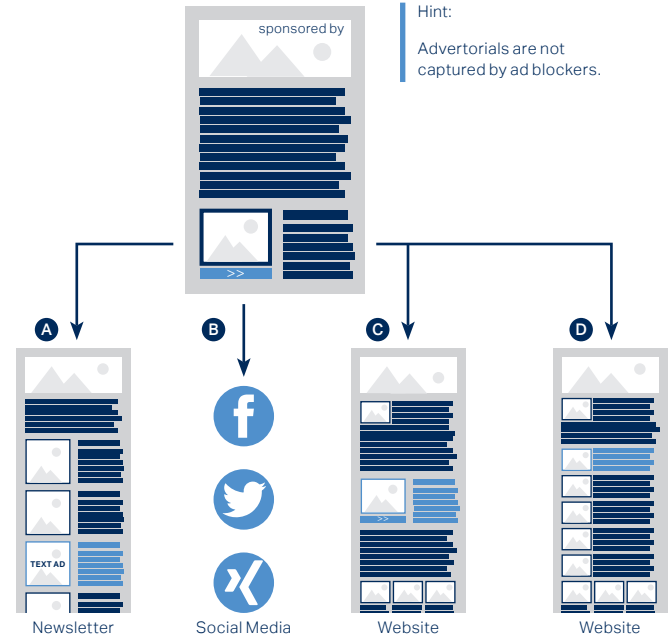 sponsored by
Hint:
Advertorials are not
captured by ad blockers.
>>
A
B
C
D
f
>>
TEXT AD
Newsletter
Social Media
Website
Website